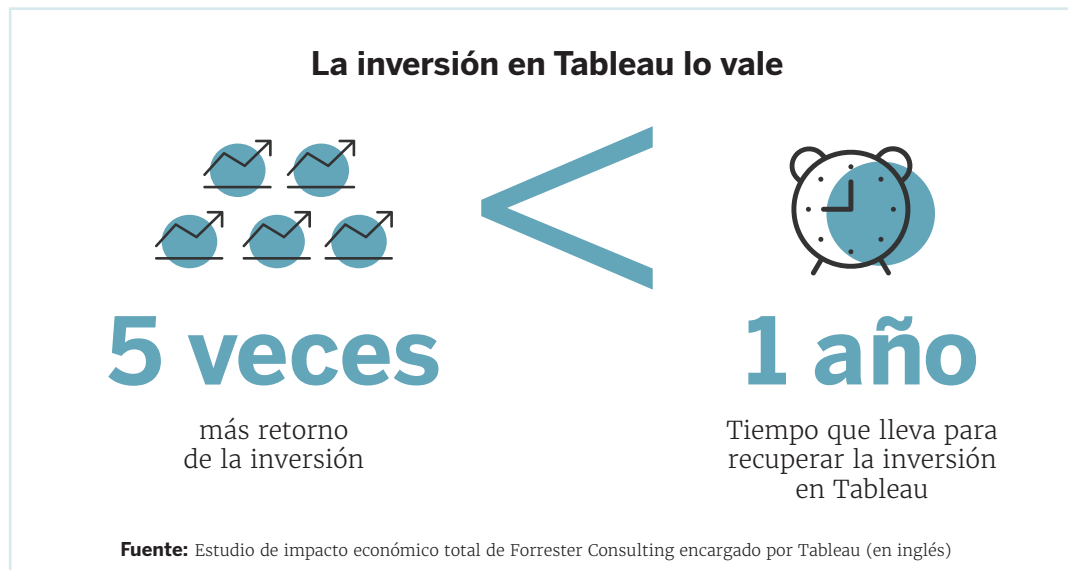 La inversión en Tableau lo vale
<
5 veces
más retorno
de la inversión
1 año
Tiempo que lleva para
recuperar la inversión
en Tableau
Fuente: Estudio de impacto económico total de Forrester Consulting encargado por Tableau (en inglés)